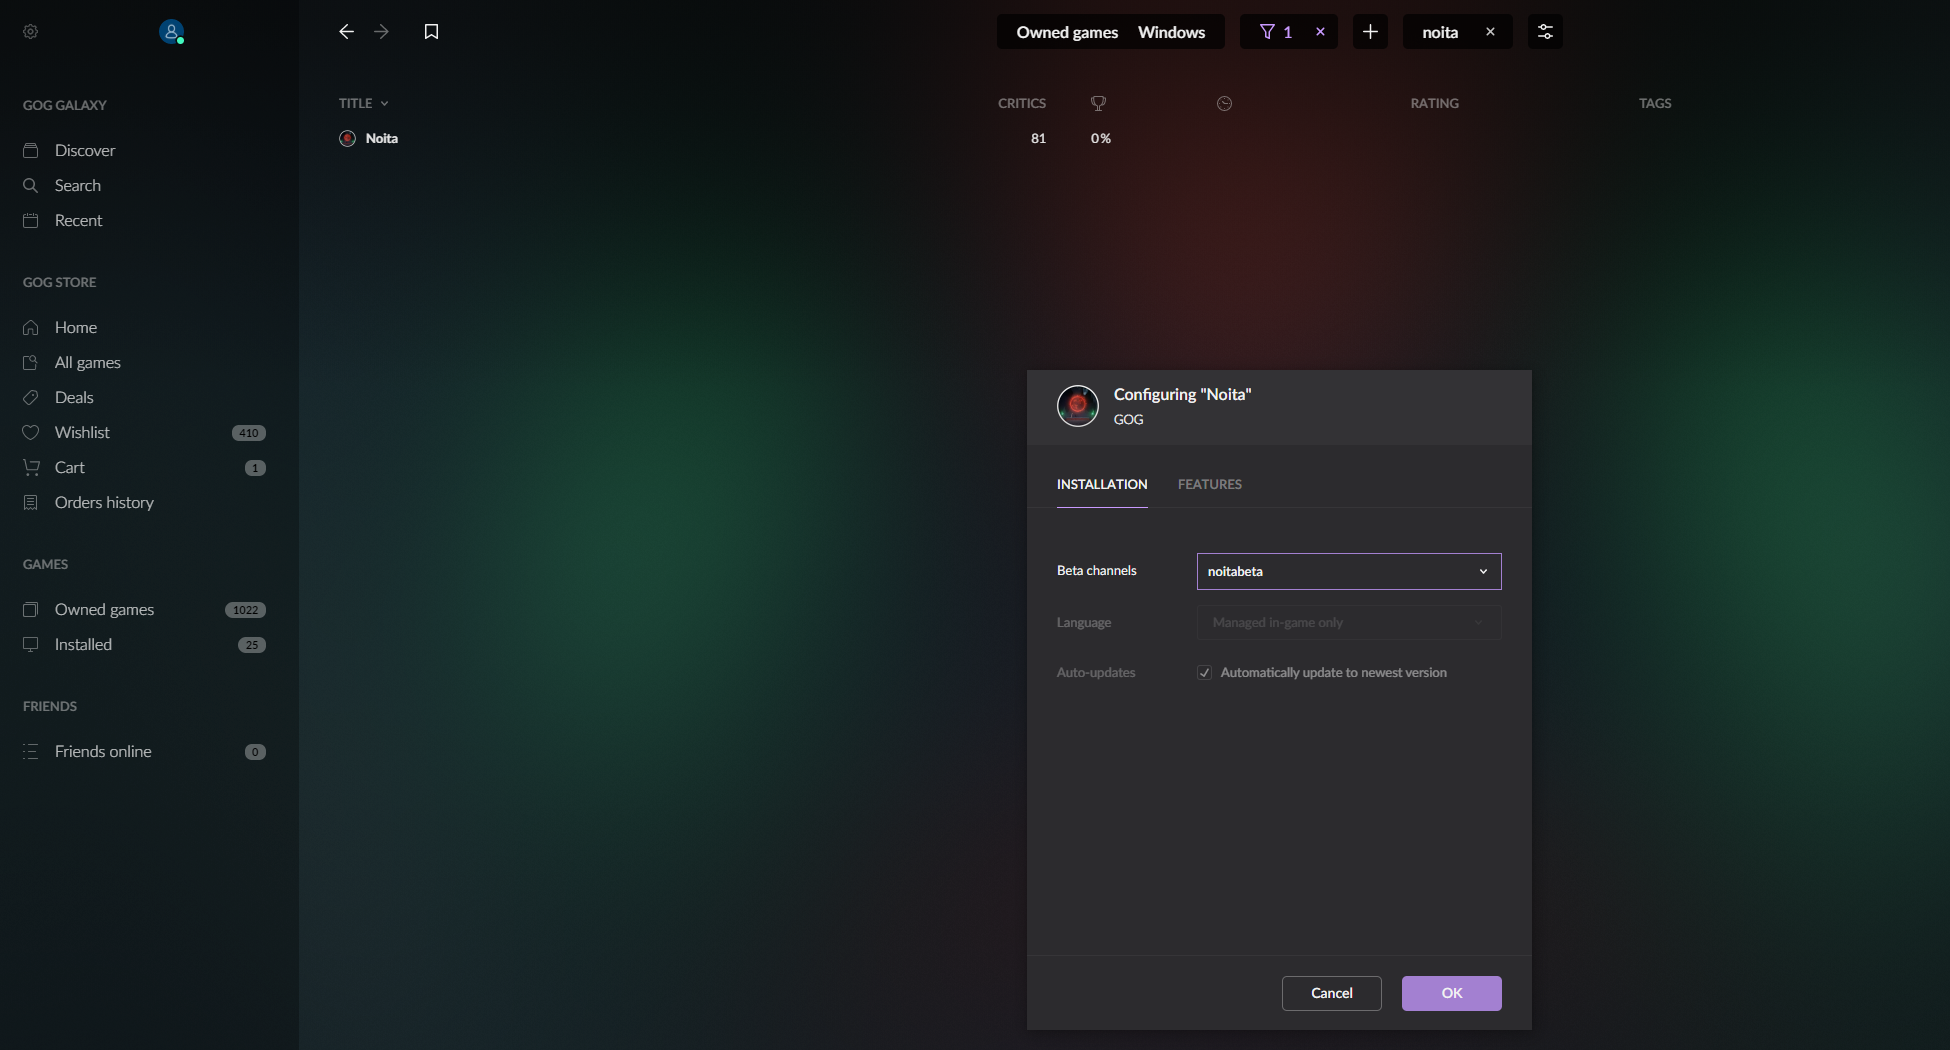 Owned games Windows 1 noita
GOG GALAXY
Discover
Search
Recent
GOG STORE
Home
All games
Deals
Wishlist 410
Cart 1
Orders history
GAMES
Owned games 1022
Installed 25
FRIENDS
Friends online 0
TITLE CRITICS RATING TAGS
Noita 81 0%
Configuring "Noita"
GOG
INSTALLATION FEATURES
Beta channels noitabeta
Language Managed in-game only
Auto-updates Automatically update to newest version
Cancel OK